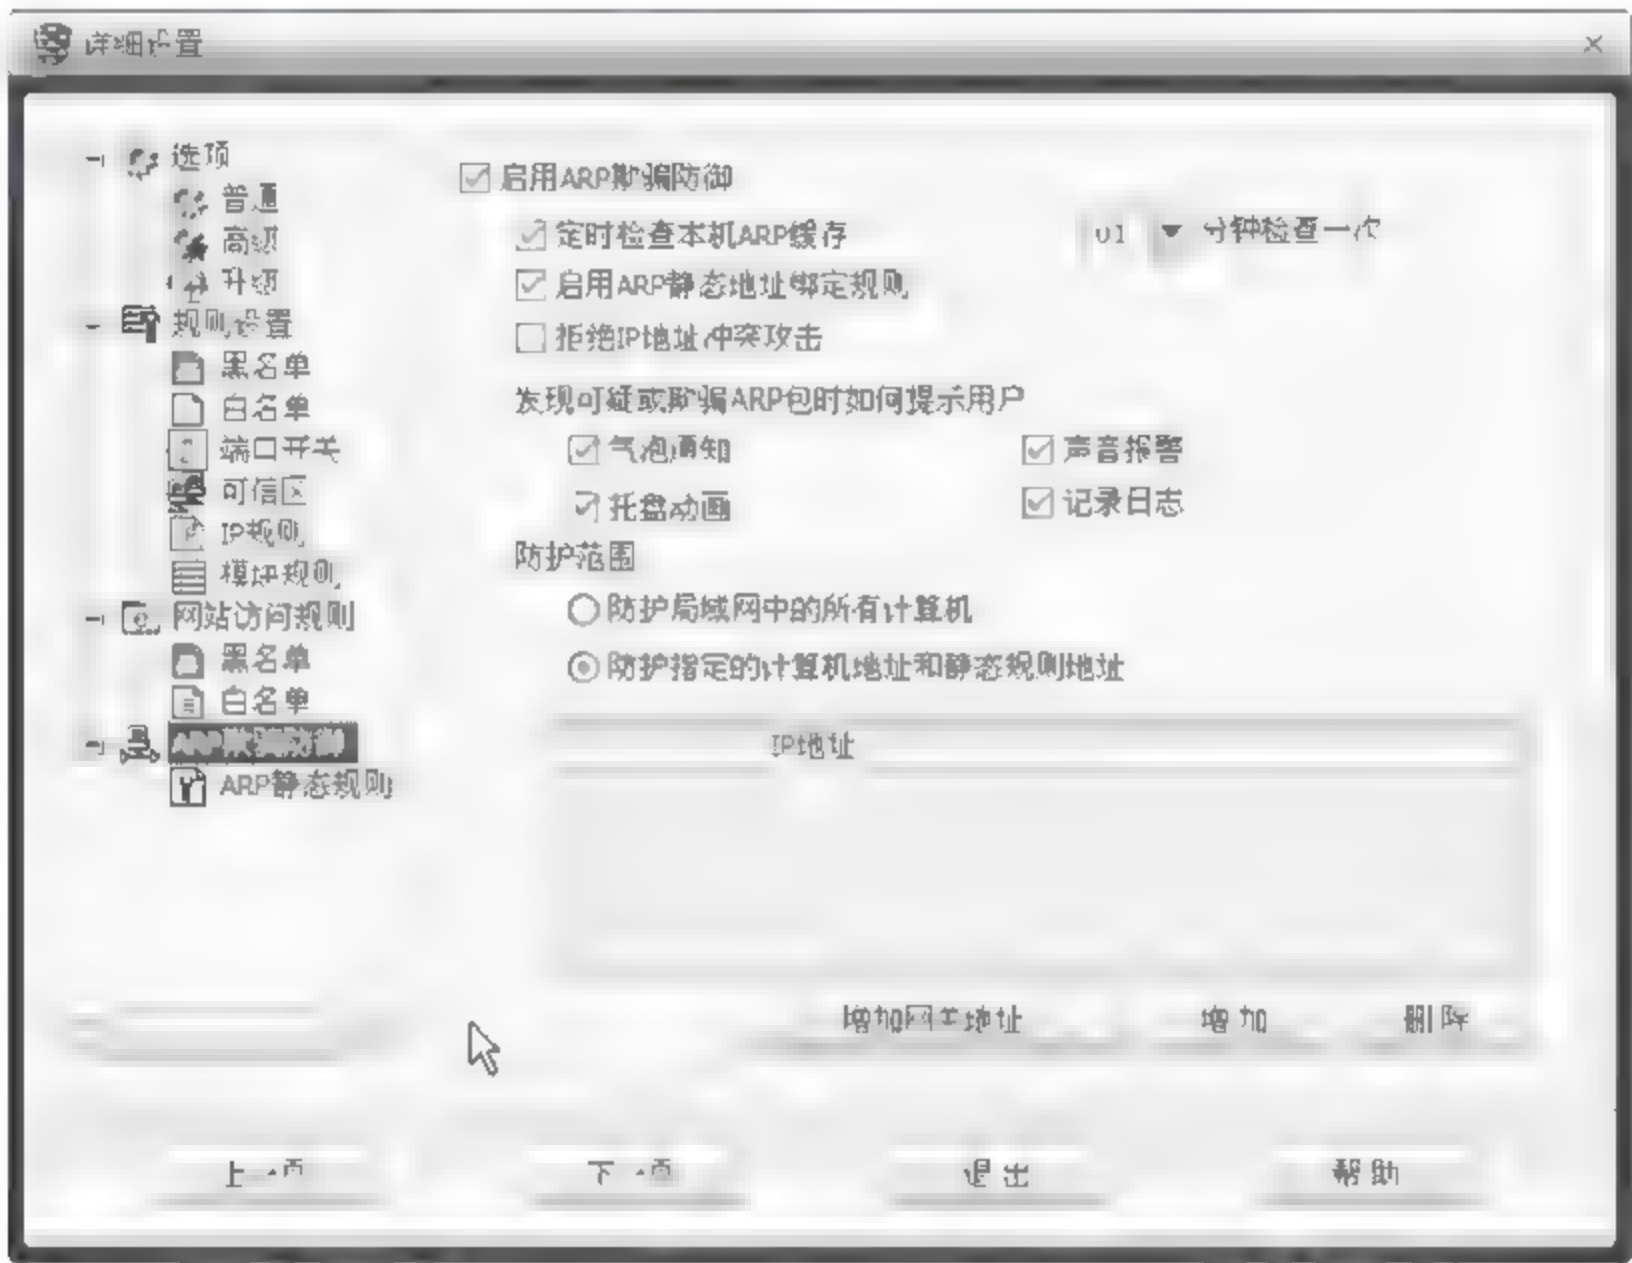 详细设置
选项
普通
高级
升级
规则设置
黑名单
白名单
端口开关
可信区
IP规则
模块规则
网站访问规则
黑名单
白名单
ARP欺骗防御
ARP静态规则
启用ARP欺骗防御
定时检查本机ARP缓存 01 分钟检查一次
启用ARP静态地址绑定规则
拒绝IP地址冲突攻击
发现可疑或欺骗ARP包时如何提示用户
气泡通知 声音报警
托盘动画 记录日志
防护范围
防护局域网中的所有计算机
防护指定的计算机地址和静态规则地址
IP地址
增加网关地址 增加 删除
上一页 下一页 退出 帮助